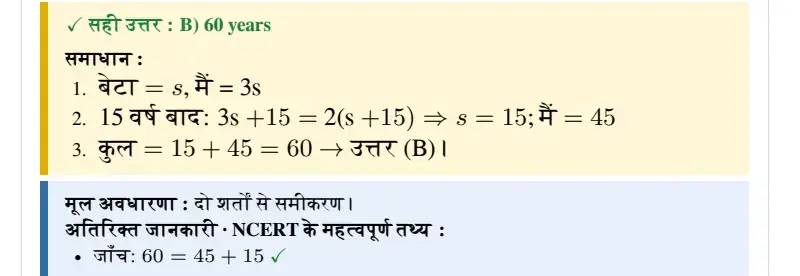 ✓ सही उत्तर : B) 60 years
समाधान :
1. बेटा = s, मैं = 3s
2. 15 वर्ष बाद: 3s +15 = 2(s +15) ⇒ s = 15; मैं = 45
3. कुल = 15 + 45 = 60 → उत्तर (B)।
मूल अवधारणा : दो शर्तों से समीकरण।
अतिरिक्त जानकारी · NCERT के महत्वपूर्ण तथ्य :
• जाँच: 60 = 45 + 15 ✓